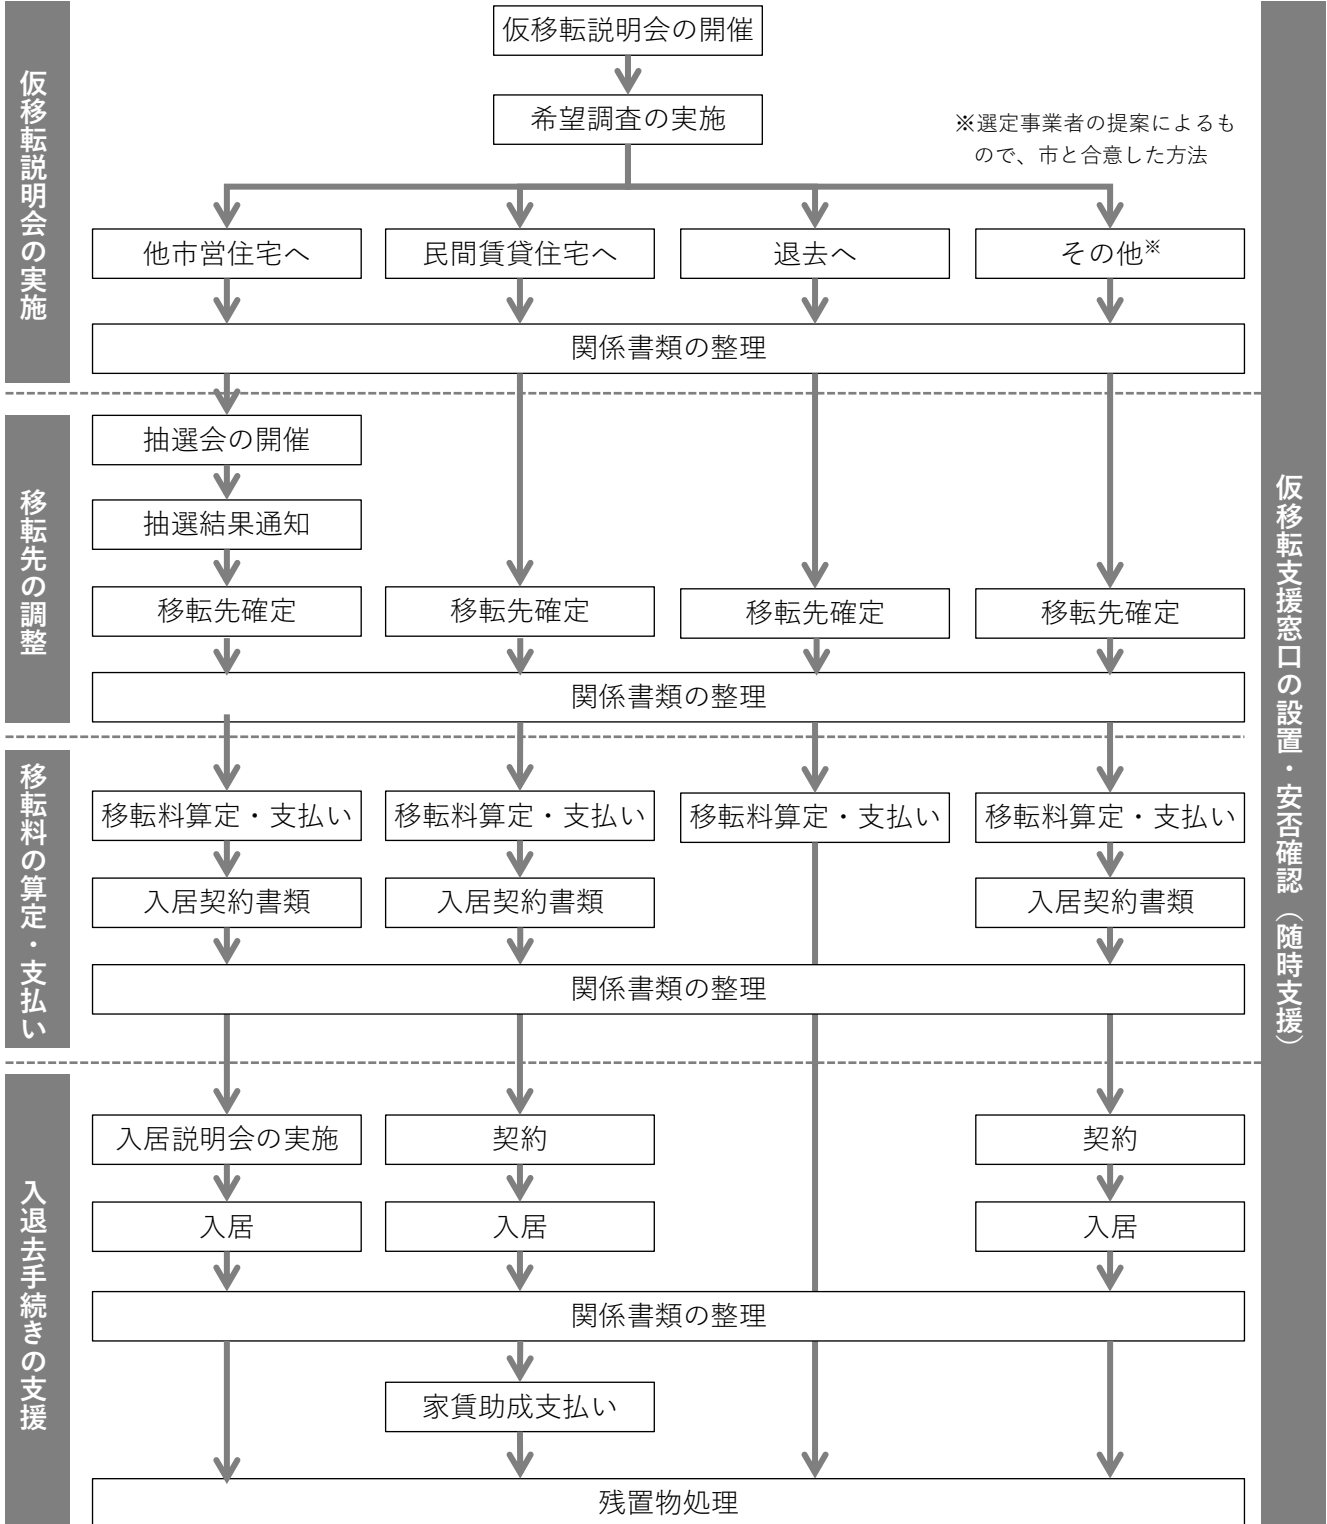 仮移転説明会の実施
仮移転説明会の開催
希望調査の実施
※選定事業者の提案によるも
ので、市と合意した方法
他市営住宅へ
民間賃貸住宅へ
退去へ
その他※
関係書類の整理
移転先の調整
抽選会の開催
抽選結果通知
移転先確定
移転先確定
移転先確定
移転先確定
関係書類の整理
移転料の算定・支払い
移転料算定・支払い
移転料算定・支払い
移転料算定・支払い
移転料算定・支払い
入居契約書類
入居契約書類
入居契約書類
関係書類の整理
入退去手続きの支援
入居説明会の実施
契約
契約
入居
入居
入居
関係書類の整理
家賃助成支払い
残置物処理
仮移転支援窓口の設置・安否確認（随時支援）